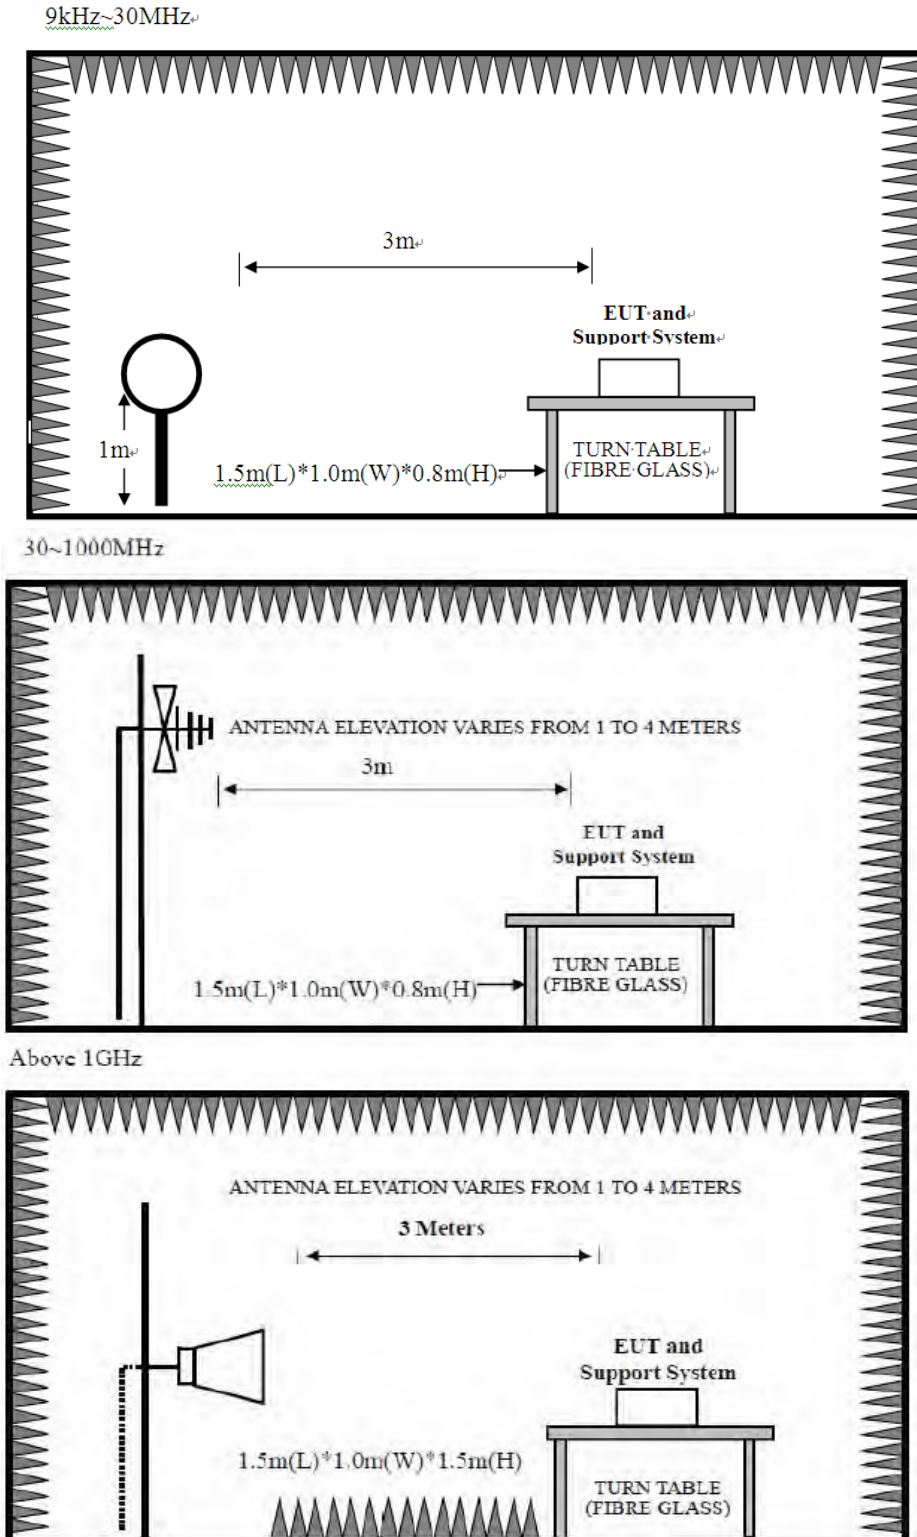 9kHz~30MHz
3m
EUT and
Support System
1m
1.5m(L)*1.0m(W)*0.8m(H)
TURN TABLE
(FIBRE GLASS)
30~1000MHz
ANTENNA ELEVATION VARIES FROM 1 TO 4 METERS
3m
EUT and
Support System
1.5m(L)*1.0m(W)*0.8m(H)
TURN TABLE
(FIBRE GLASS)
Above 1GHz
ANTENNA ELEVATION VARIES FROM 1 TO 4 METERS
3 Meters
EUT and
Support System
1.5m(L)*1.0m(W)*1.5m(H)
TURN TABLE
(FIBRE GLASS)